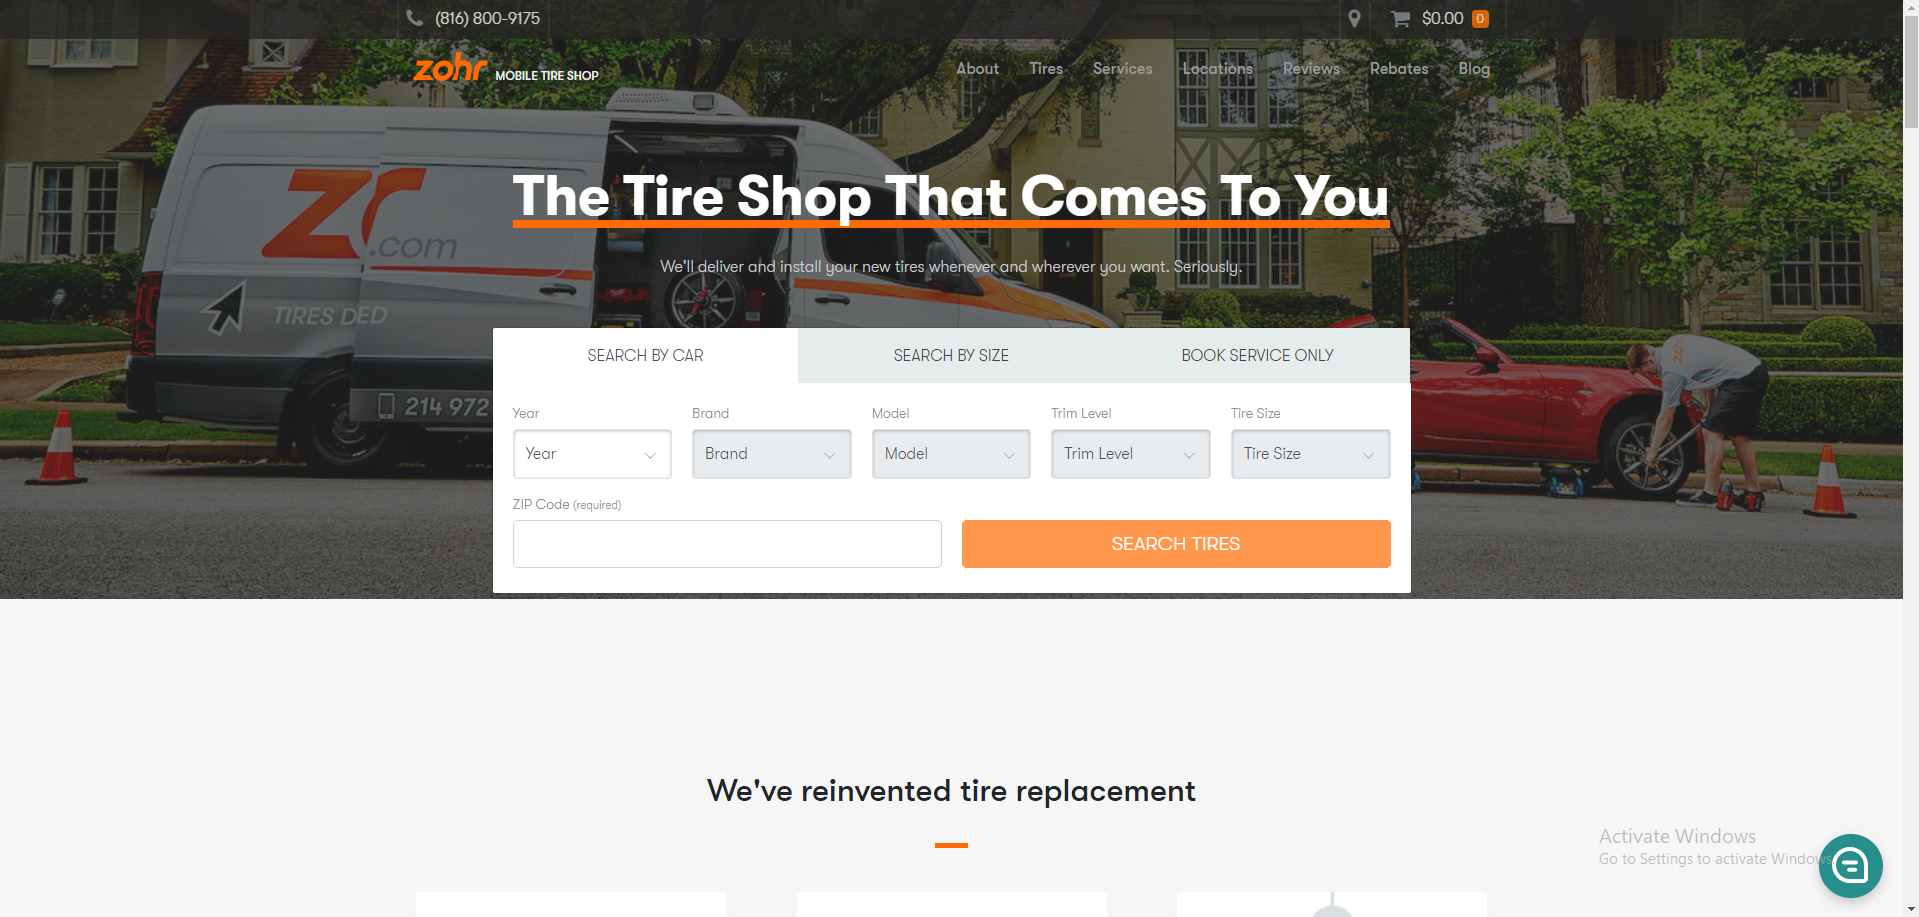 (816) 800-9175
$0.00 0
zohr MOBILE TIRE SHOP
About Tires Services Locations Reviews Rebates Blog
The Tire Shop That Comes To You
We'll deliver and install your new tires whenever and wherever you want. Seriously.
.com
TIRES DED
214 972
SEARCH BY CAR SEARCH BY SIZE BOOK SERVICE ONLY
Year Brand Model Trim Level Tire Size
Year Brand Model Trim Level Tire Size
ZIP Code (required)
SEARCH TIRES
We've reinvented tire replacement
Activate Windows
Go to Settings to activate Windows